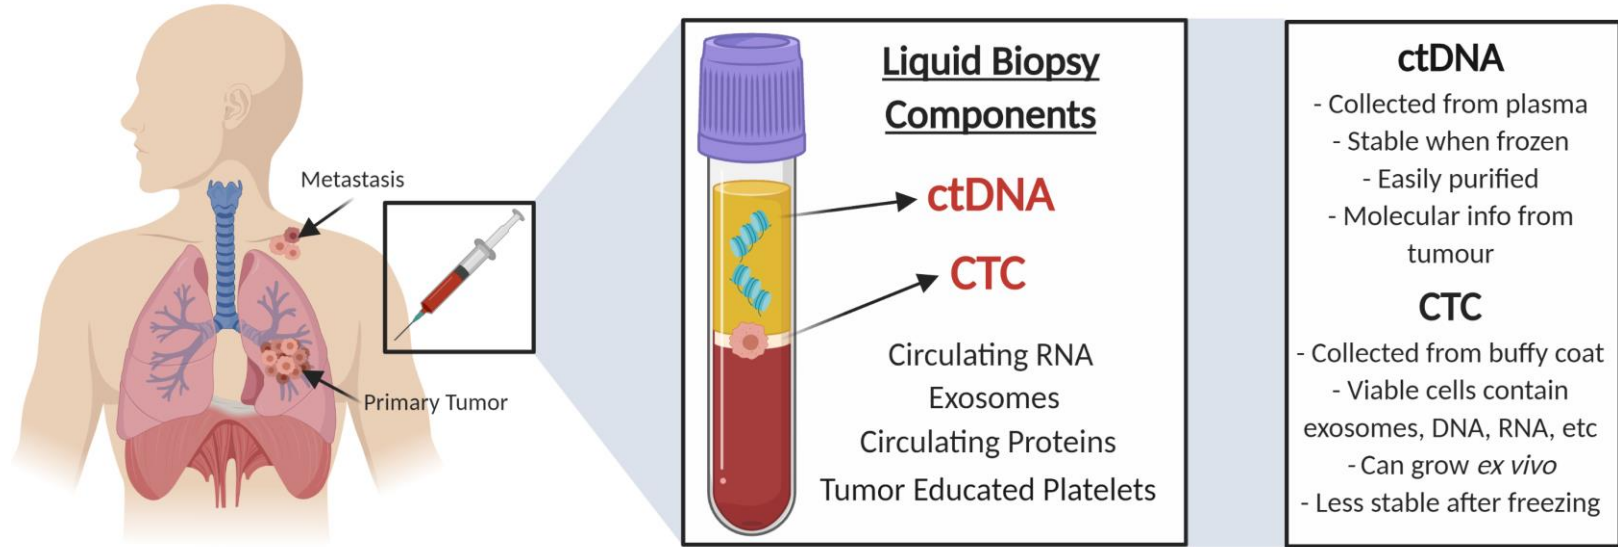 Metastasis
Primary Tumor
Liquid Biopsy
Components
ctDNA
CTC
Circulating RNA
Exosomes
Circulating Proteins
Tumor Educated Platelets
ctDNA
- Collected from plasma
- Stable when frozen
- Easily purified
- Molecular info from
tumour
CTC
- Collected from buffy coat
- Viable cells contain
exosomes, DNA, RNA, etc
- Can grow ex vivo
- Less stable after freezing